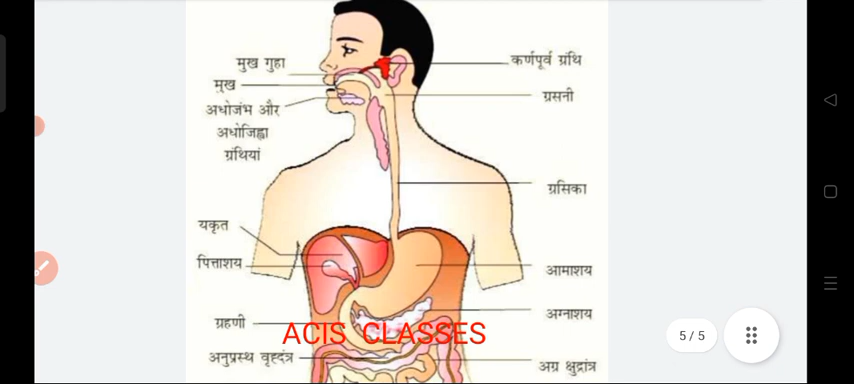 मुख गुहा
मुख
अधोजंभ और
अधोजिह्वा
ग्रंथियां
यकृत
पित्ताशय
ग्रहणी
अनुप्रस्थ वृहदंत्र
कर्णपूर्व ग्रंथि
ग्रसनी
ग्रसिका
आमाशय
अग्नाशय
अग्र क्षुद्रांत्र
ACIS CLASSES
5 / 5